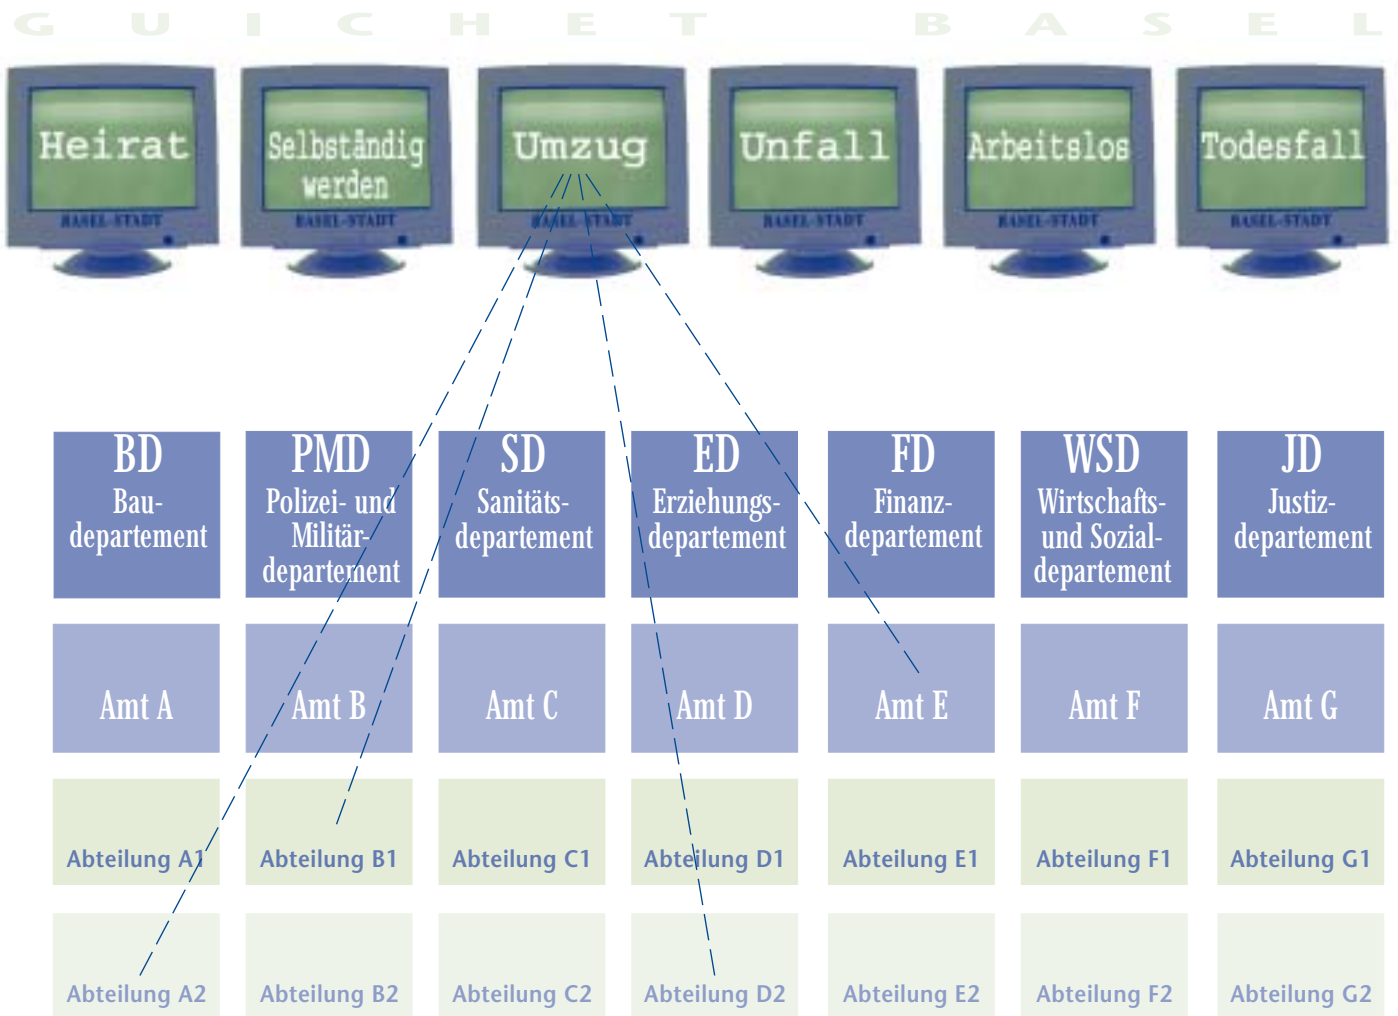 GUICHET BASEL
Heirat
Selbständig
werden
Umzug
Unfall
Arbeitslos
Todesfall
BASEL-STADT
BASEL-STADT
BASEL-STADT
BASEL-STADT
BASEL-STADT
BASEL-STADT
BD
Bau-
departement
PMD
Polizei- und
Militär-
departement
SD
Sanitäts-
departement
ED
Erziehungs-
departement
FD
Finanz-
departement
WSD
Wirtschafts-
und Sozial-
departement
JD
Justiz-
departement
Amt A
Amt B
Amt C
Amt D
Amt E
Amt F
Amt G
Abteilung A1
Abteilung B1
Abteilung C1
Abteilung D1
Abteilung E1
Abteilung F1
Abteilung G1
Abteilung A2
Abteilung B2
Abteilung C2
Abteilung D2
Abteilung E2
Abteilung F2
Abteilung G2